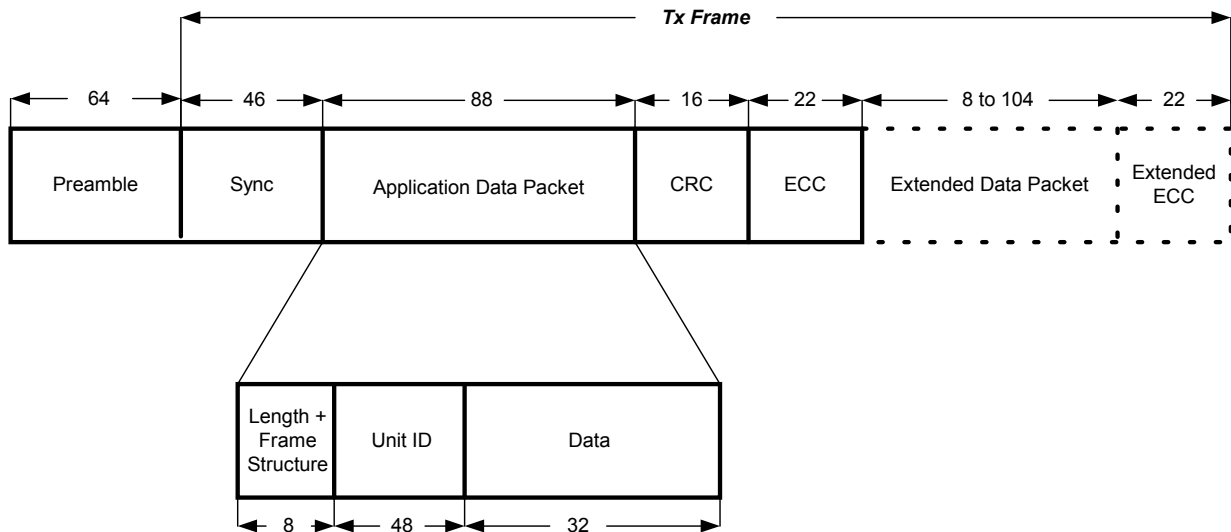 Tx Frame
64 46 88 16 22 8 to 104 22
Preamble Sync Application Data Packet CRC ECC Extended Data Packet Extended
ECC
Length +
Frame
Structure
Unit ID
Data
8 48 32